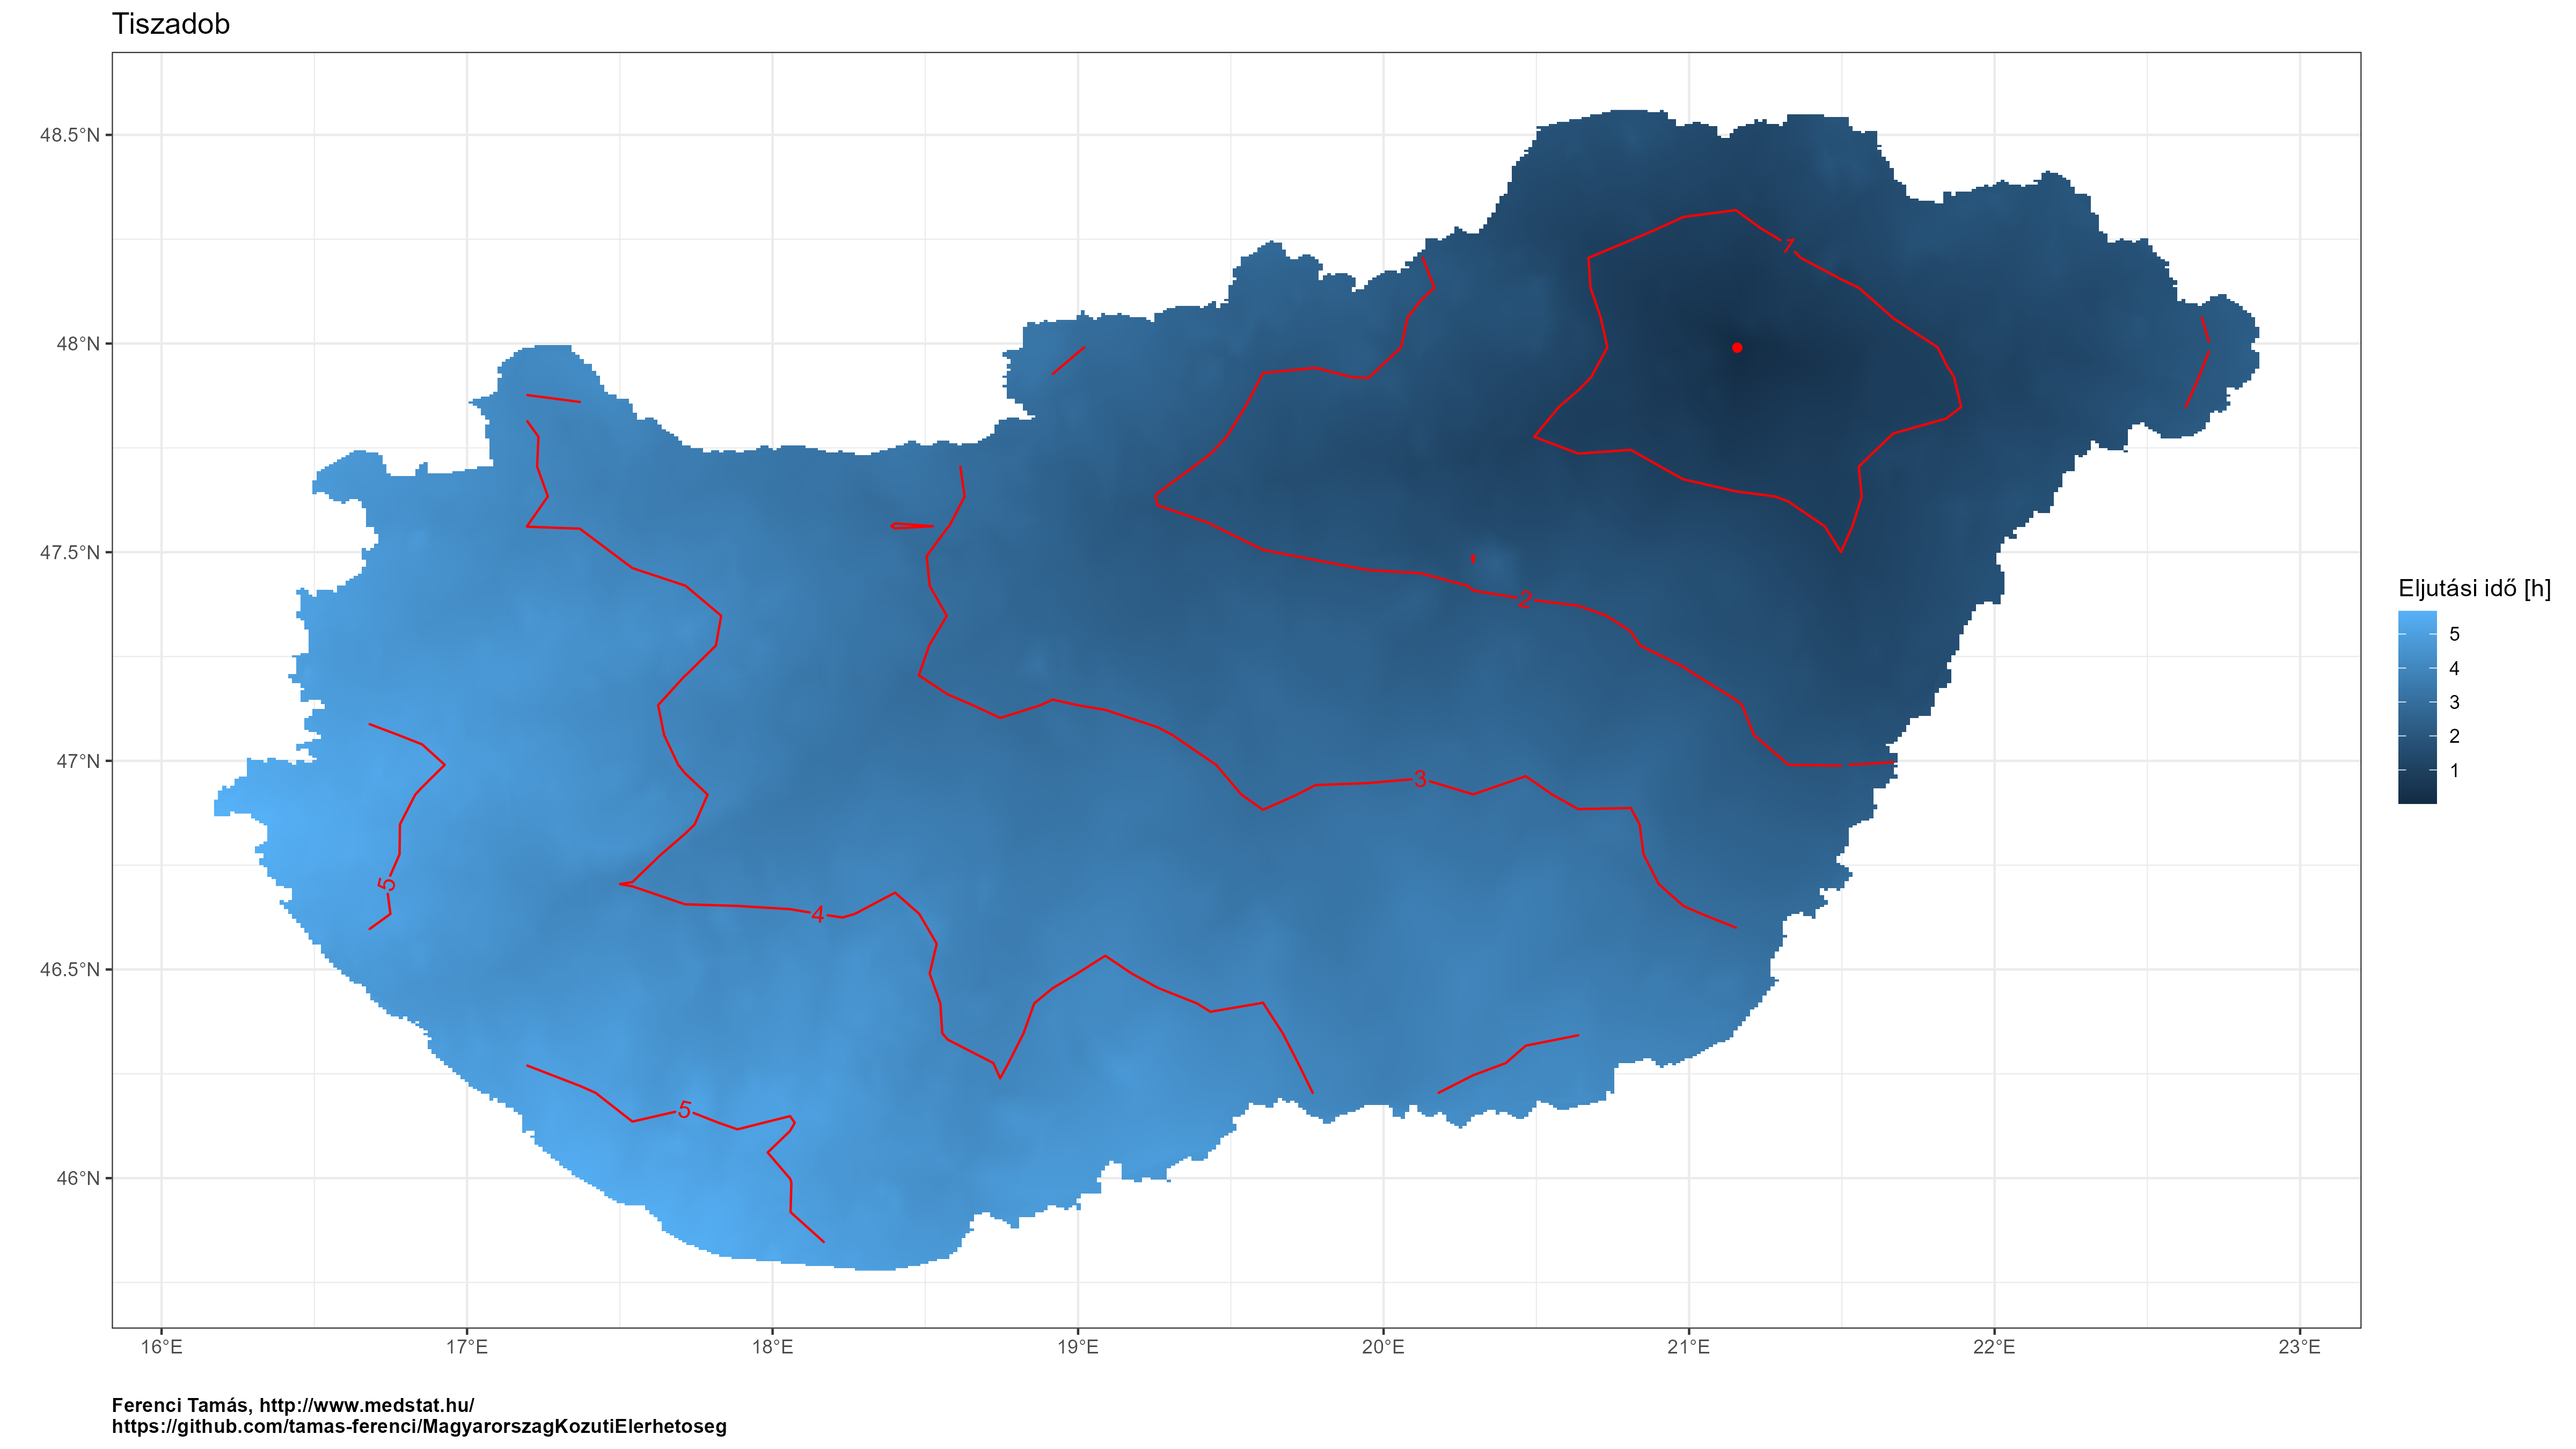 Tiszadob
48.5°N
48°N
47.5°N
47°N
46.5°N
46°N
16°E
17°E
18°E
19°E
20°E
21°E
22°E
23°E
1
2
3
4
5
5
Eljutási idő [h]
5
4
3
2
1
Ferenci Tamás, http://www.medstat.hu/
https://github.com/tamas-ferenci/MagyarorszagKozutiElerhetoseg